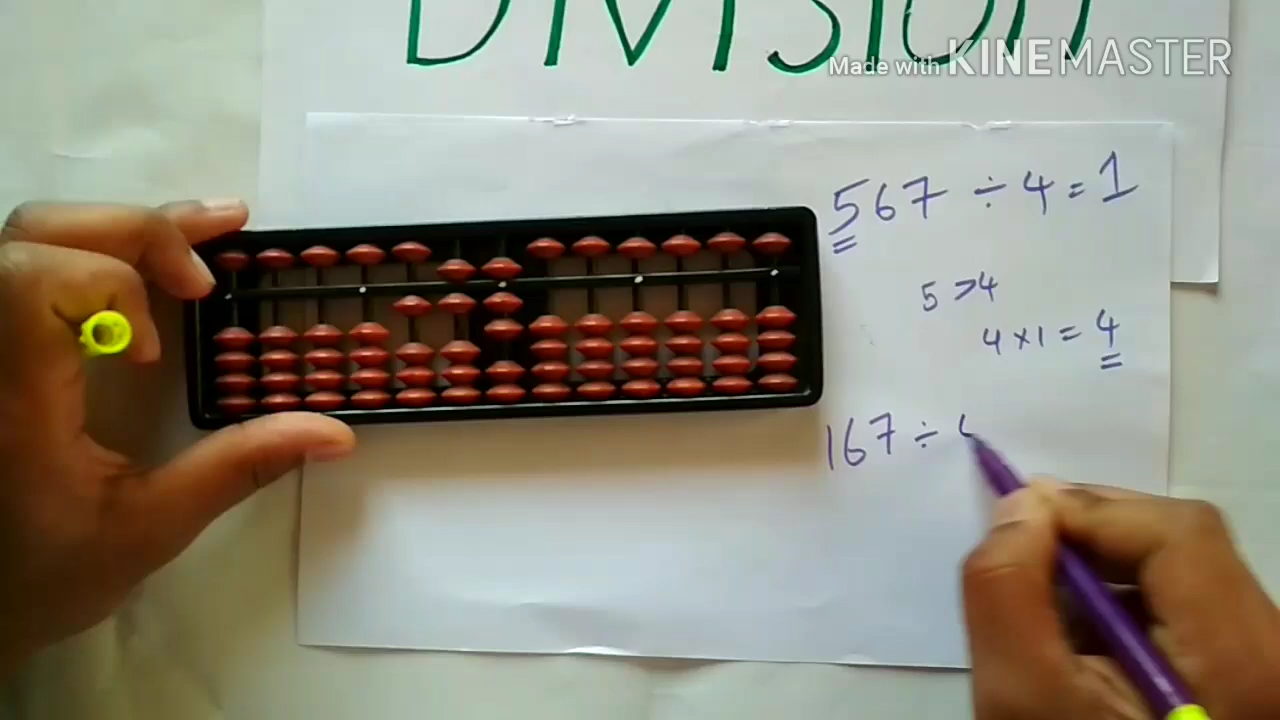 DIVISION
Made with KINEMASTER
567 ÷ 4 = 1
5 > 4
4 × 1 = 4
167 ÷